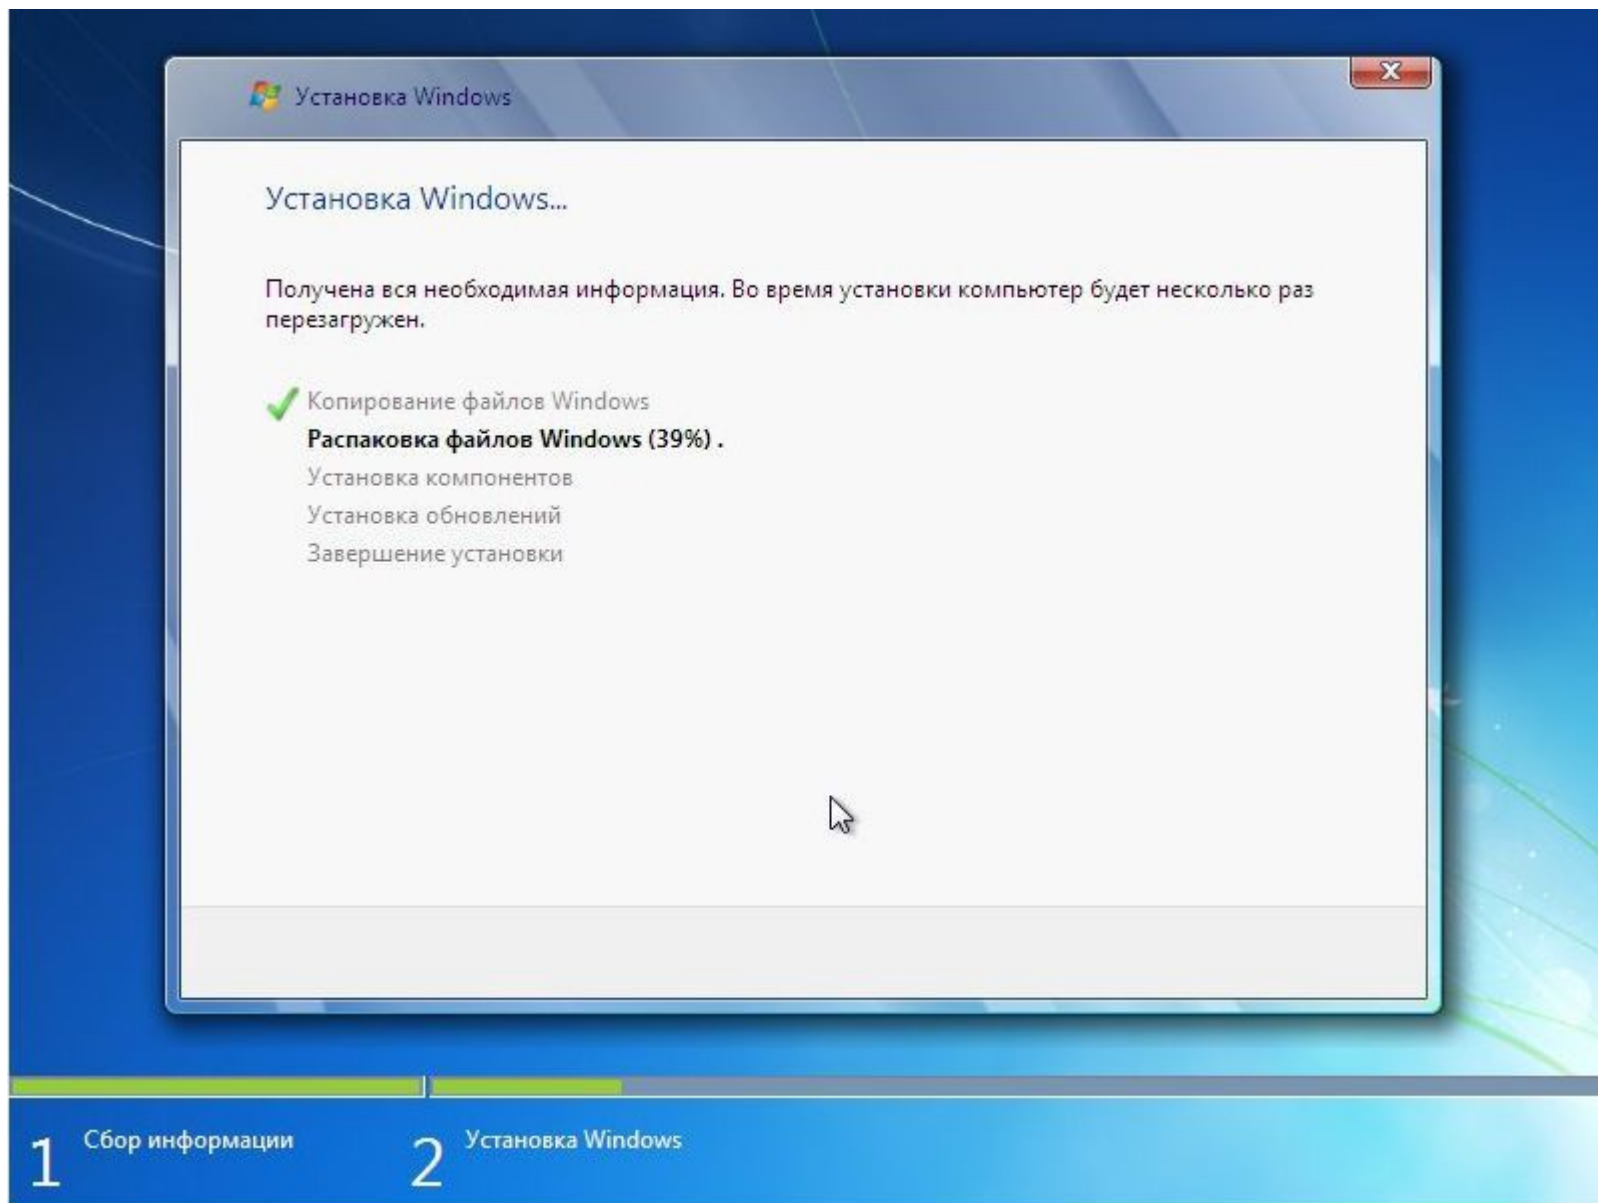 Установка Windows
Установка Windows...
Получена вся необходимая информация. Во время установки компьютер будет несколько раз
перезагружен.
Копирование файлов Windows
Распаковка файлов Windows (39%) .
Установка компонентов
Установка обновлений
Завершение установки
1 Сбор информации
2 Установка Windows